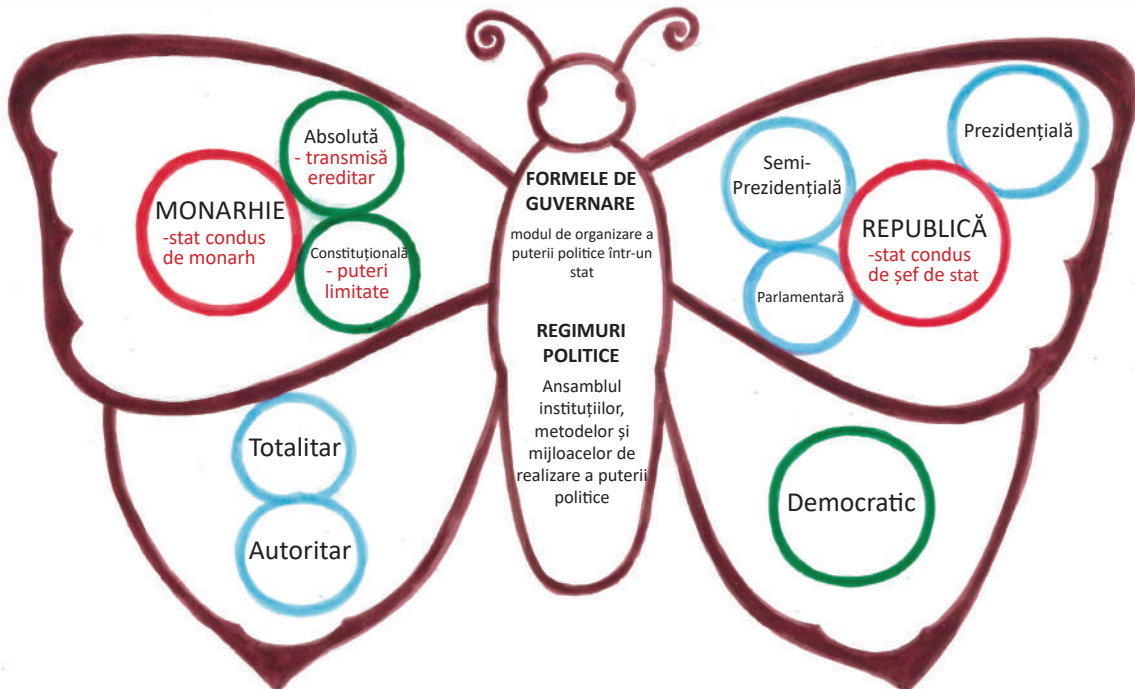 Absolută
- transmisă
ereditar
MONARHIE
-stat condus
de monarh
Constituțională
- puteri
limitate
FORMELE DE
GUVERNARE
modul de organizare a
puterii politice într-un
stat
REGIMURI
POLITICE
Ansamblul
instituțiilor,
metodelor și
mijloacelor de
realizare a puterii
politice
Prezidențială
Semi-
Prezidențială
REPUBLICĂ
-stat condus
de șef de stat
Parlamentară
Totalitar
Autoritar
Democratic